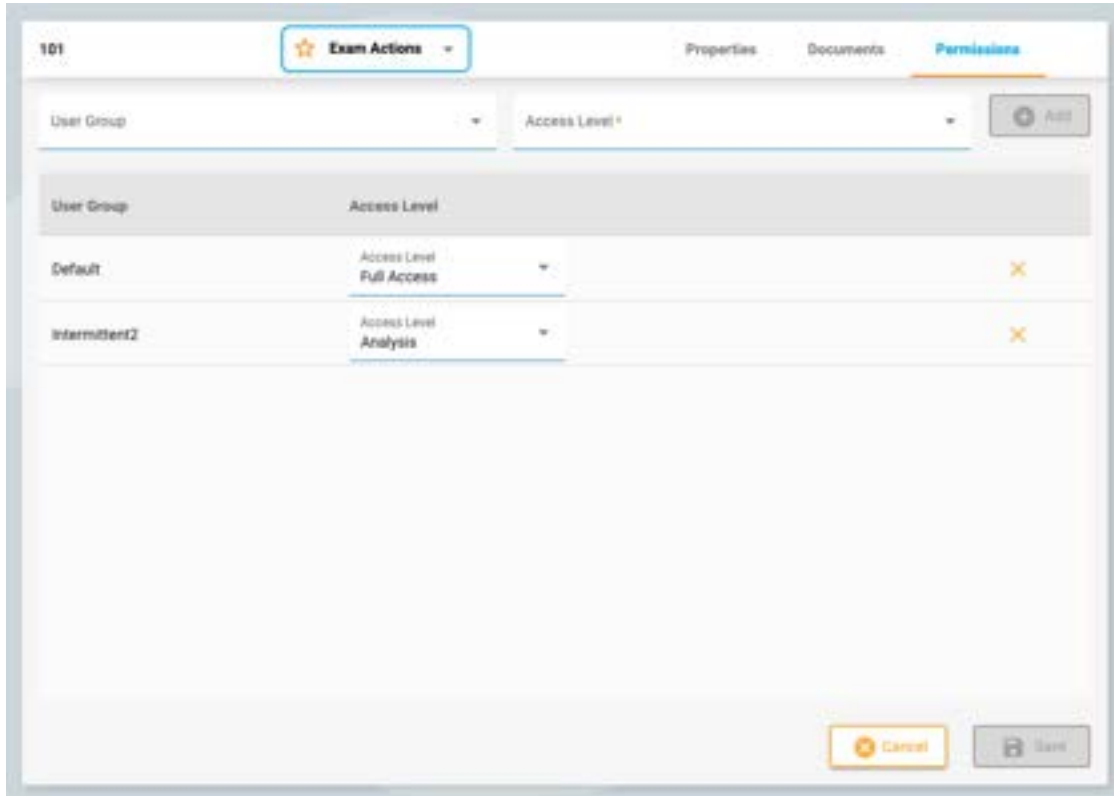 101
Exam Actions
Properties
Documents
Permissions
User Group
Access Level*
Add
User Group
Access Level
Default
Access Level
Full Access
Intermittent2
Access Level
Analysis
Cancel
Save